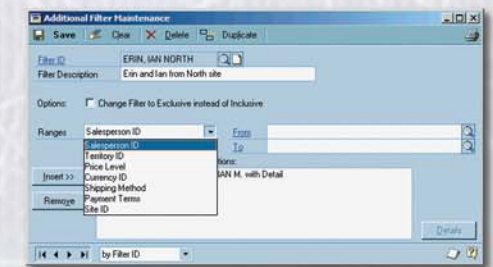 Additional Filter Maintenance
Save Clear Delete Duplicate
Filter ID ERIN, IAN NORTH
Filter Description Erin and Ian from North site
Options: Change Filter to Exclusive instead of Inclusive
Ranges Salesperson ID From
Salesperson ID To
Territory ID
Price Level
Currency ID
Shipping Method
Payment Terms
Site ID
tions:
Insert >> IAN M. with Detail
Remove
Details
by Filter ID